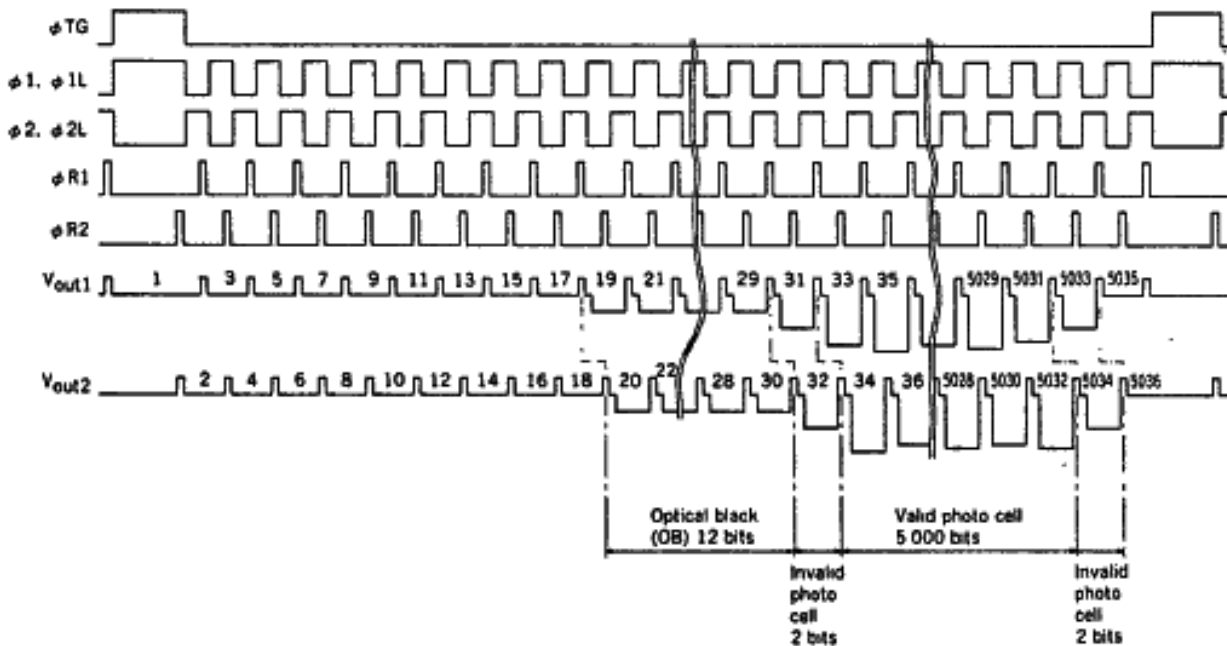 φTG
φ1. φ1L
φ2. φ2L
φR1
φR2
Vout1 1 3 5 7 9 11 13 15 17 19 21 29 31 33 35 5029 5031 5033 5035
Vout2 2 4 6 8 10 12 14 16 18 20 22 28 30 32 34 36 5028 5030 5032 5034 5036
Optical black
(OB) 12 bits
Valid photo cell
5 000 bits
Invalid
photo
cell
2 bits
Invalid
photo
cell
2 bits